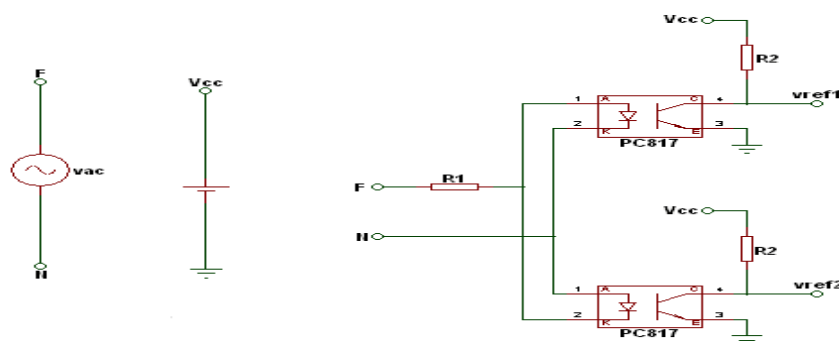 F
vac
N
Vcc
F
R1
N
Vcc
R2
1 A C 4
vref1
2 K E 3
PC817
Vcc
R2
1 A C 4
vref2
2 K E 3
PC817